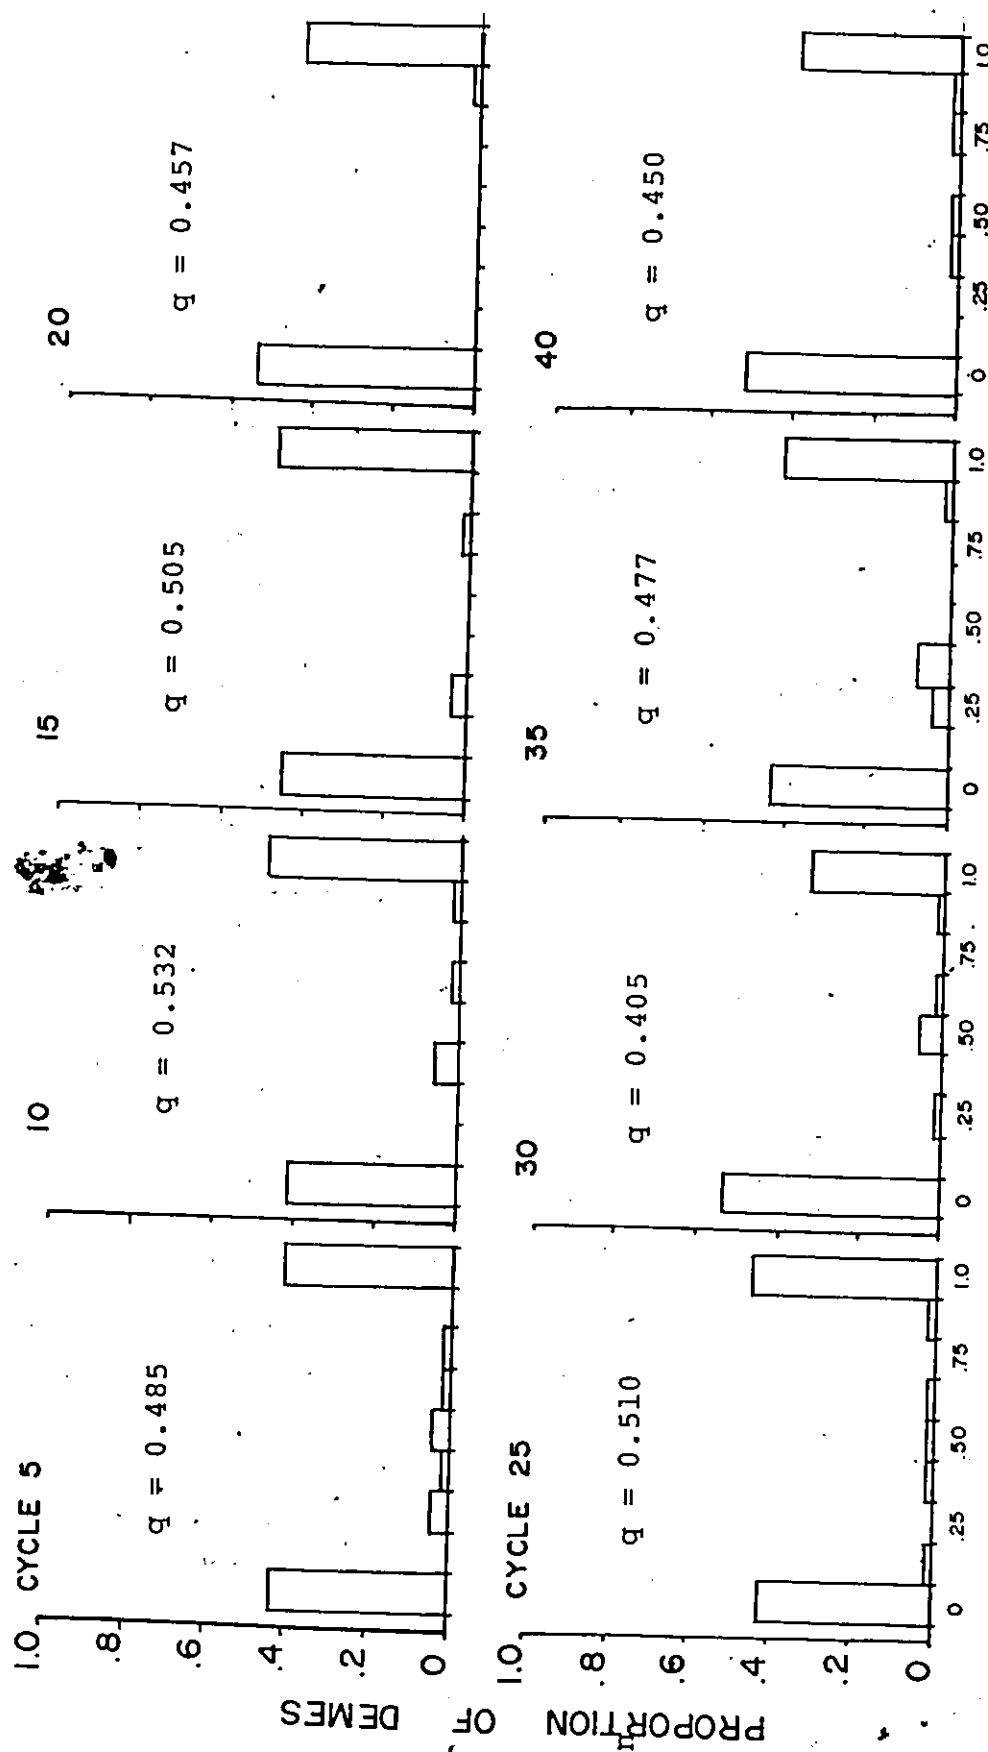 PROPORTION OF DEMES
CYCLE 5
10
15
20
q = 0.485
q = 0.532
q = 0.505
q = 0.457
1.0
.8
.6
.4
.2
0
CYCLE 25
30
35
40
q = 0.510
q = 0.405
q = 0.477
q = 0.450
1.0
.8
.6
.4
.2
0
0 .25 .50 .75 1.0
0 .25 .50 .75 1.0
0 .25 .50 .75 1.0
0 .25 .50 .75 1.0